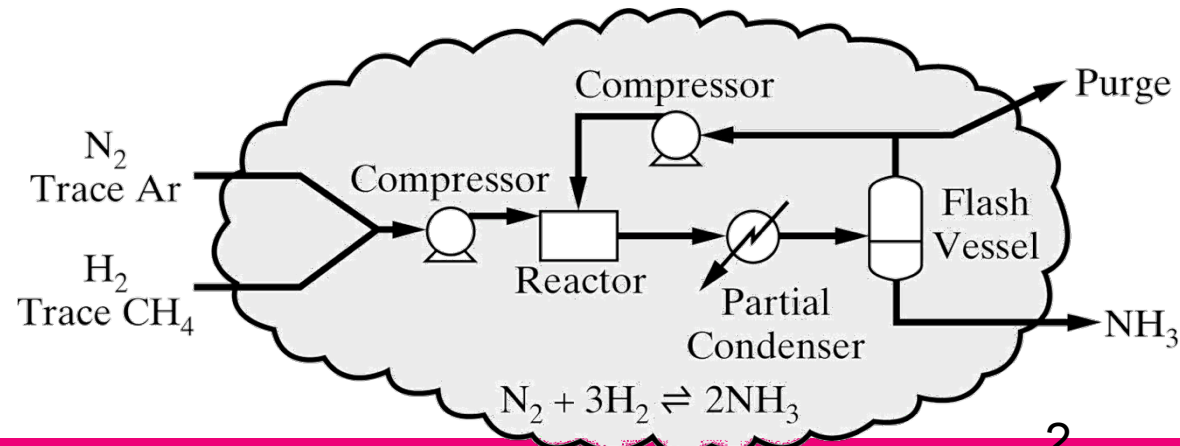 Compressor
Purge
N₂
Trace Ar
Compressor
Flash
Vessel
H₂
Trace CH₄
Reactor
Partial
Condenser
NH₃
N₂ + 3H₂ ⇌ 2NH₃
2